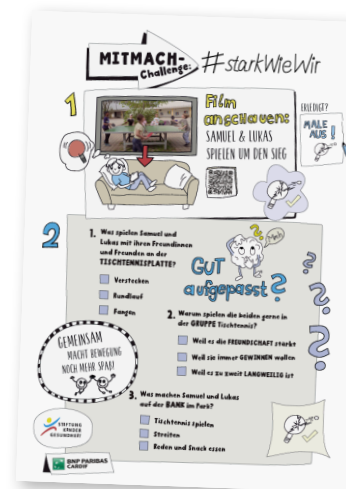 MITMACH-
Challenge:
#starkWieWir
1
Film
anschauen:
SAMUEL & LUKAS
SPIELEN UM DEN SIEG
ERLEDIGT?
MALE
AUS!
2
1. Was spielen Samuel und
Lukas mit ihren Freundinnen
und Freunden an der
TISCHTENNISPLATTE?
Verstecken
Rundlauf
Fangen
GUT
aufgepasst?
2. Warum spielen die beiden gerne in
der GRUPPE Tischtennis?
Weil es die FREUNDSCHAFT stärkt
Weil sie immer GEWINNEN wollen
Weil es zu zweit LANGWEILIG ist
GEMEINSAM
MACHT BEWEGUNG
NOCH MEHR SPAß!
3. Was machen Samuel und Lukas
auf der BANK im Park?
Tischtennis spielen
Streiten
Reden und Snack essen
STIFTUNG
KINDER
GESUNDHEIT
BNP PARIBAS
CARDIF